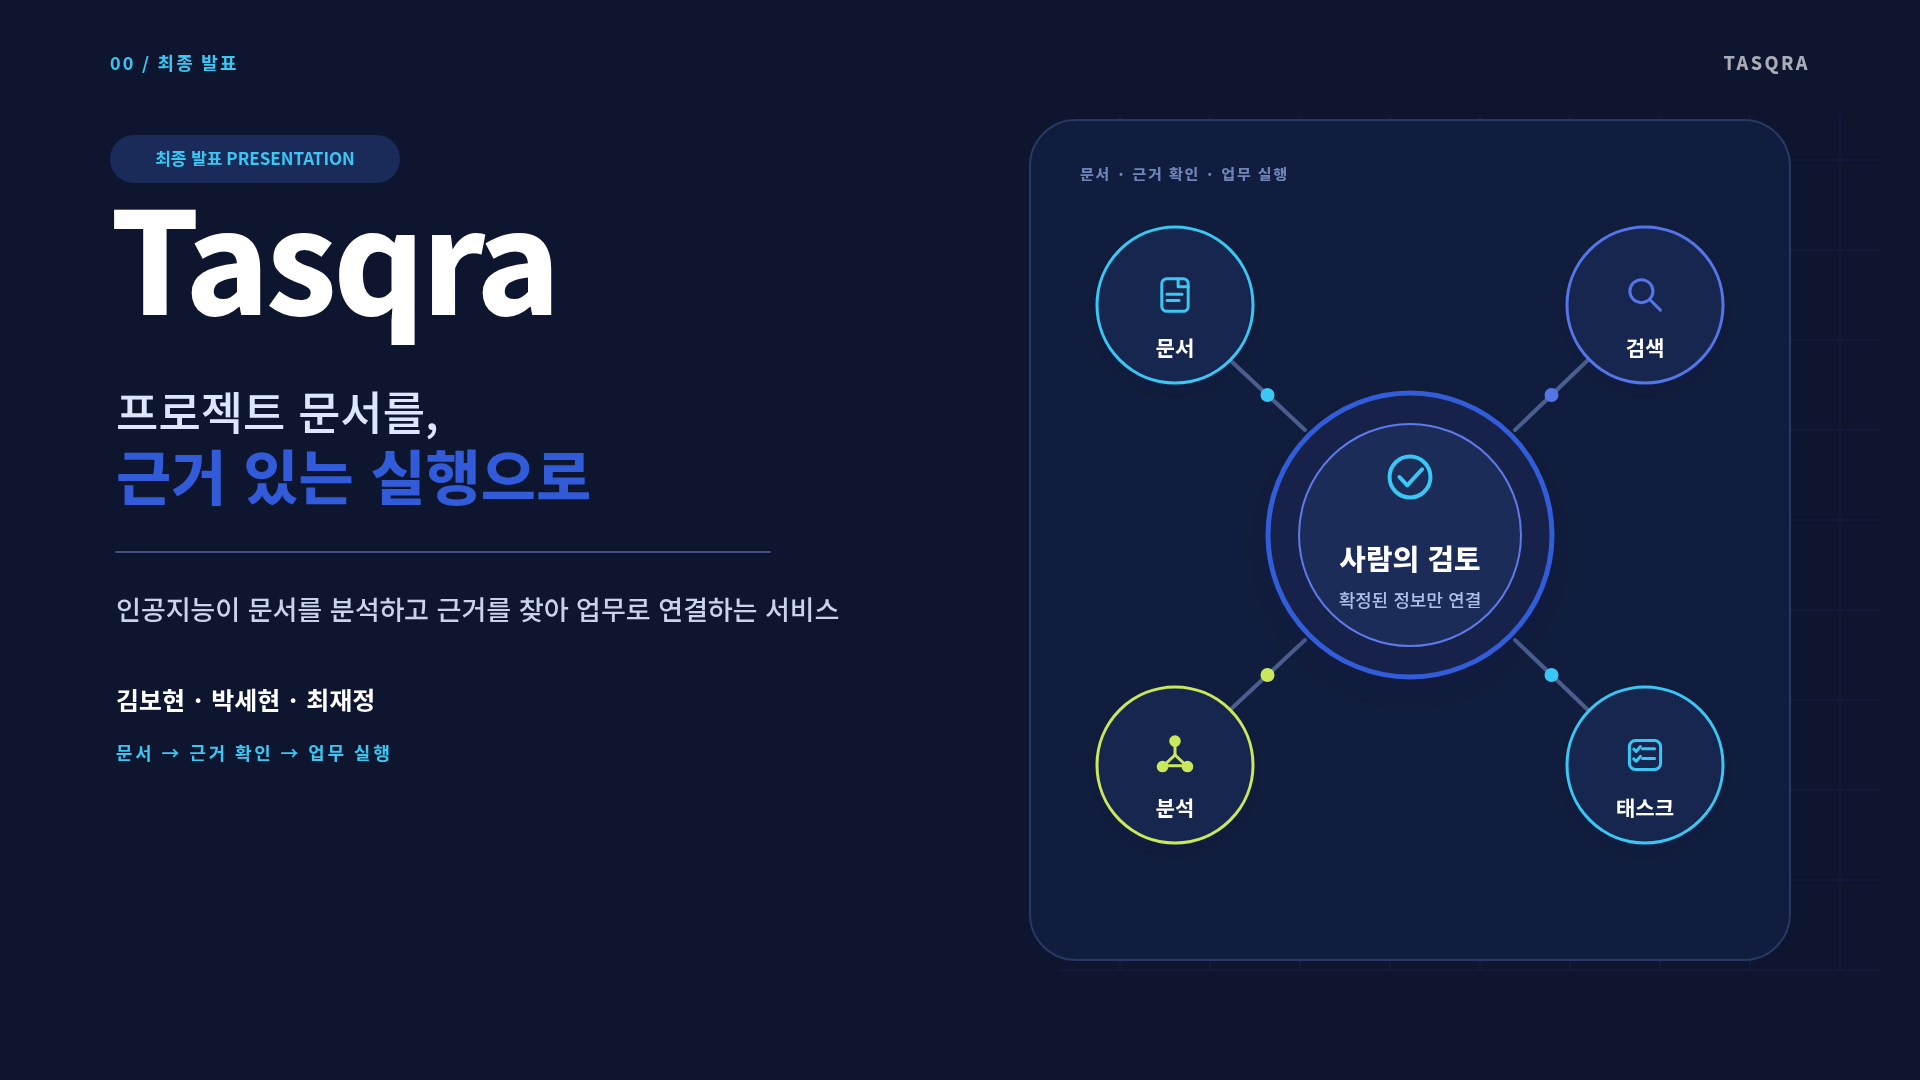 00 / 최종 발표
TASQRA
최종 발표 PRESENTATION
Tasqra
프로젝트 문서를,
근거 있는 실행으로
인공지능이 문서를 분석하고 근거를 찾아 업무로 연결하는 서비스
김보현 · 박세현 · 최재정
문서 → 근거 확인 → 업무 실행
문서 · 근거 확인 · 업무 실행
문서
검색
사람의 검토
확정된 정보만 연결
분석
태스크